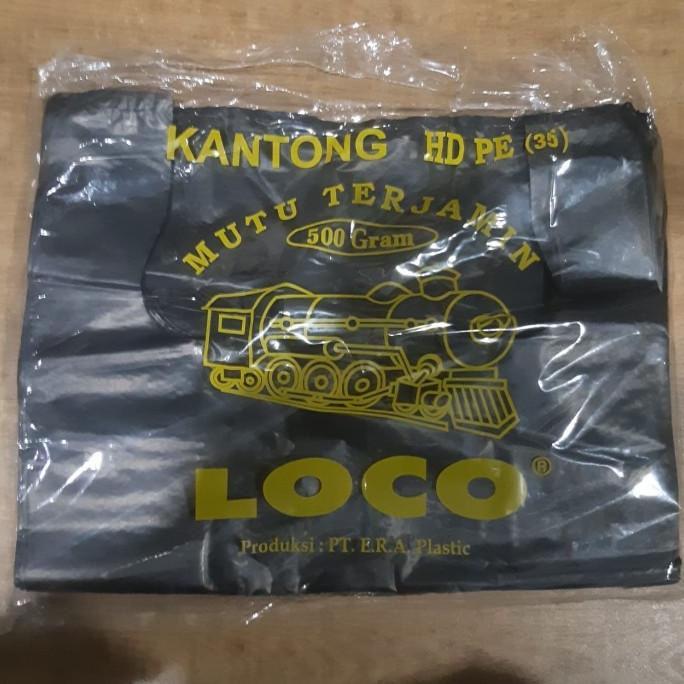 KANTONG HD PE (35)
MUTU TERJAMIN
500 Gram
LOCO ®
Produksi : PT. E.R.A. Plastic